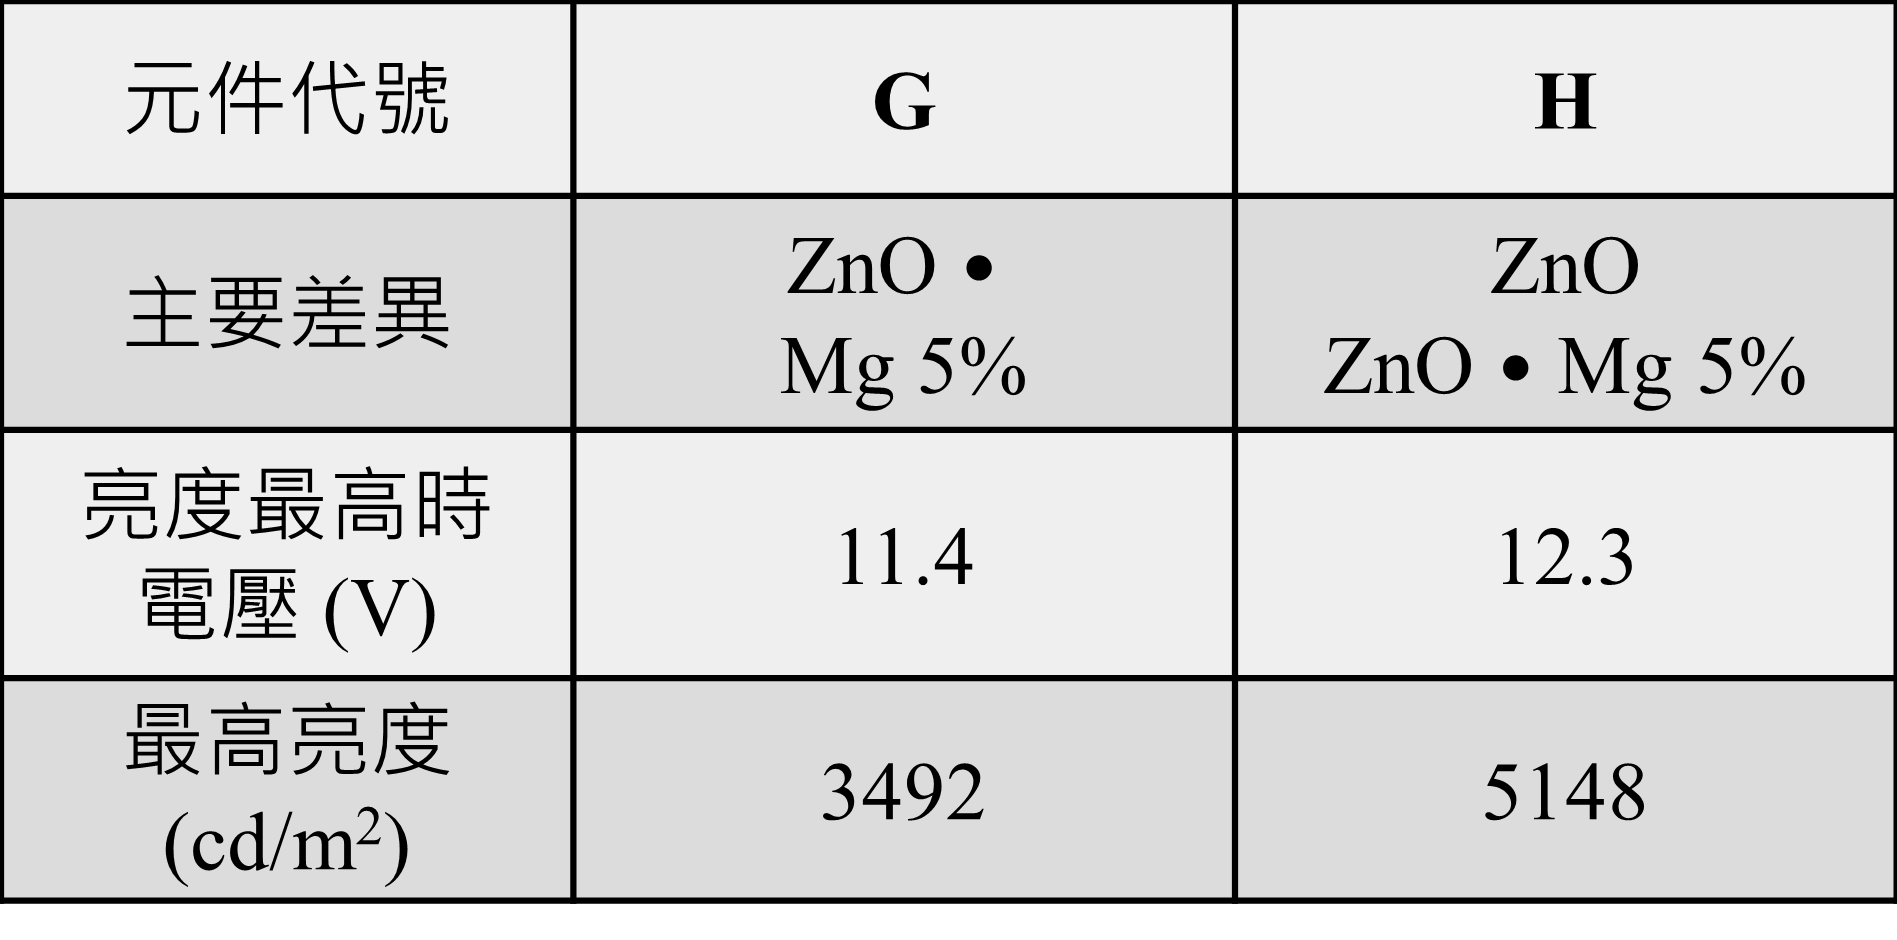 元件代號
G
H
主要差異
ZnO •
Mg 5%
ZnO
ZnO • Mg 5%
亮度最高時
電壓 (V)
11.4
12.3
最高亮度
(cd/m²)
3492
5148